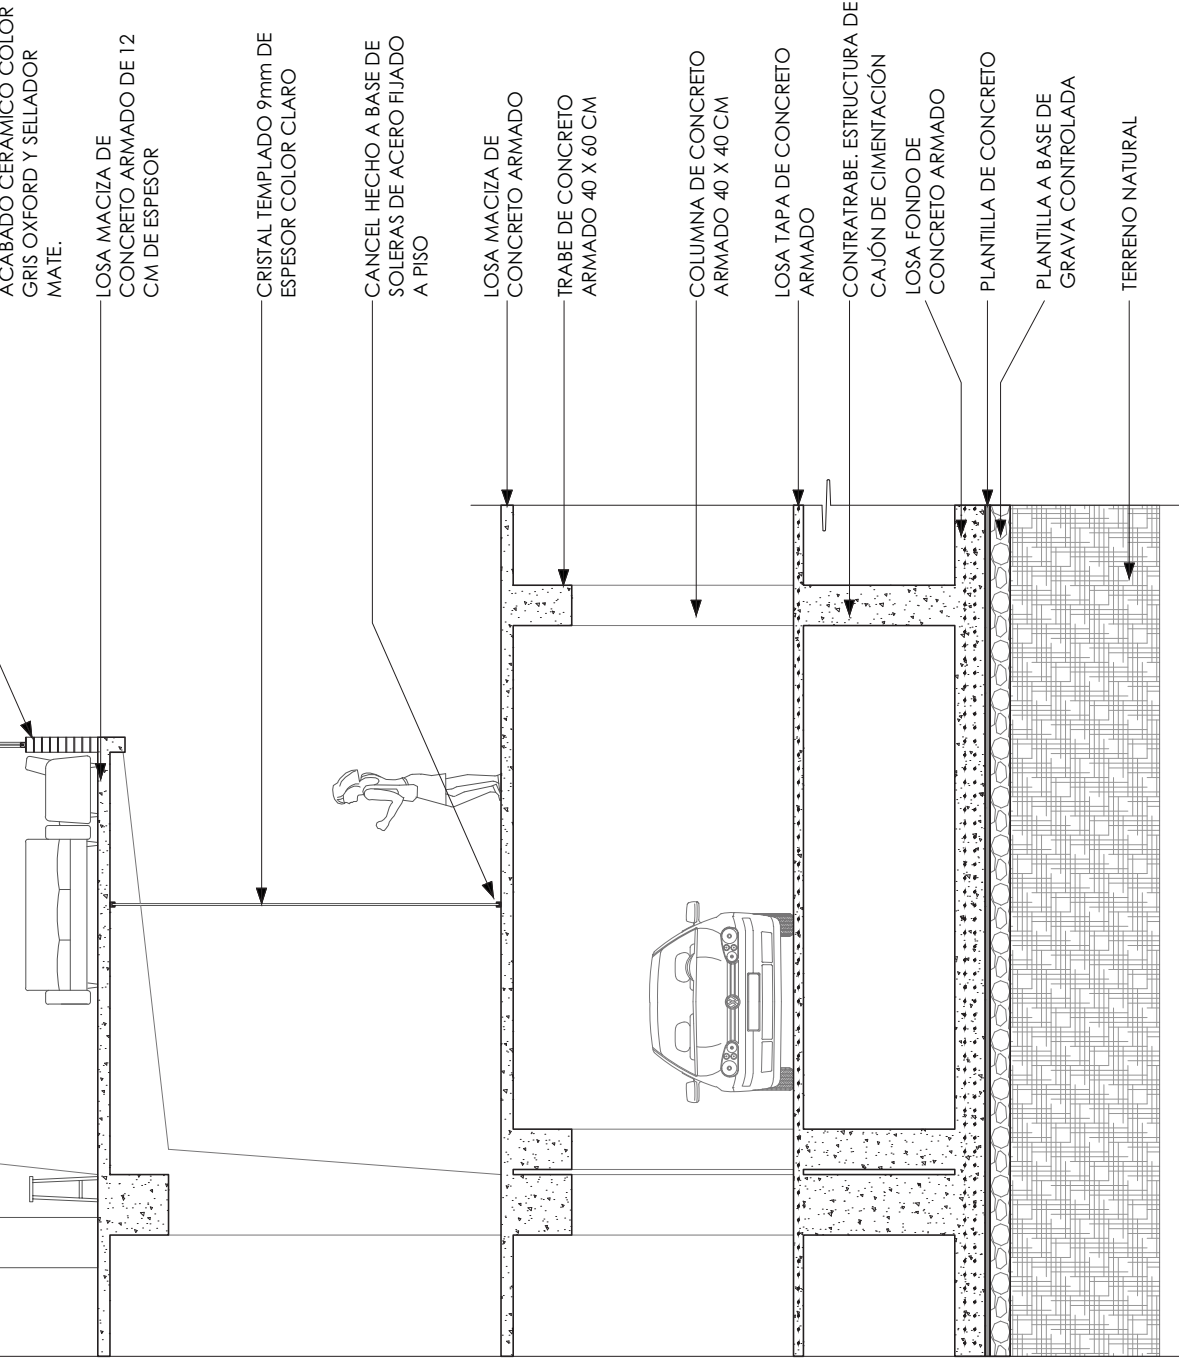 ACABADO CERÁMICO COLOR
GRIS OXFORD Y SELLADOR
MATE.
LOSA MACIZA DE
CONCRETO ARMADO DE 12
CM DE ESPESOR
CRISTAL TEMPLADO 9mm DE
ESPESOR COLOR CLARO
CANCEL HECHO A BASE DE
SOLERAS DE ACERO FIJADO
A PISO
LOSA MACIZA DE
CONCRETO ARMADO
TRABE DE CONCRETO
ARMADO 40 X 60 CM
COLUMNA DE CONCRETO
ARMADO 40 X 40 CM
LOSA TAPA DE CONCRETO
ARMADO
CONTRATRABE. ESTRUCTURA DE
CAJÓN DE CIMENTACIÓN
LOSA FONDO DE
CONCRETO ARMADO
PLANTILLA DE CONCRETO
PLANTILLA A BASE DE
GRAVA CONTROLADA
TERRENO NATURAL